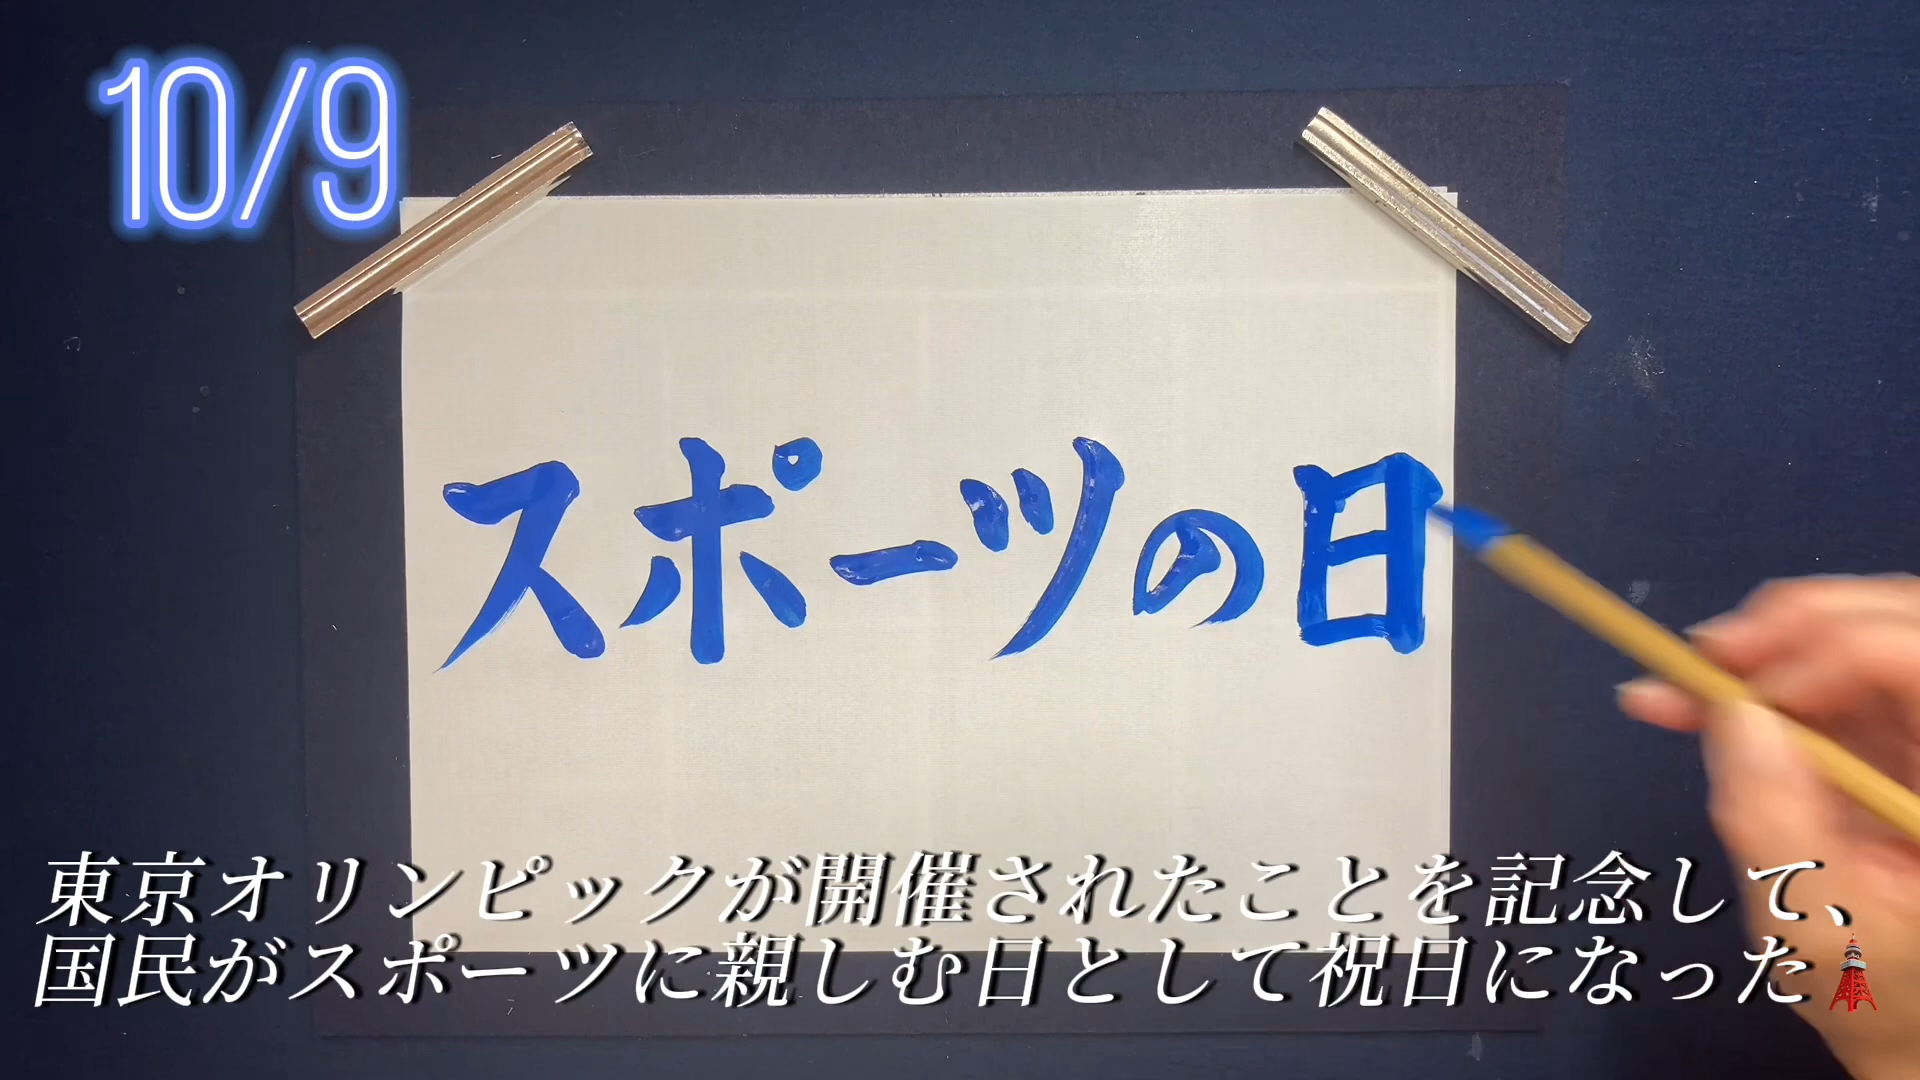 10/9
スポーツの日
東京オリンピックが開催されたことを記念して、
国民がスポーツに親しむ日として祝日になった🗼